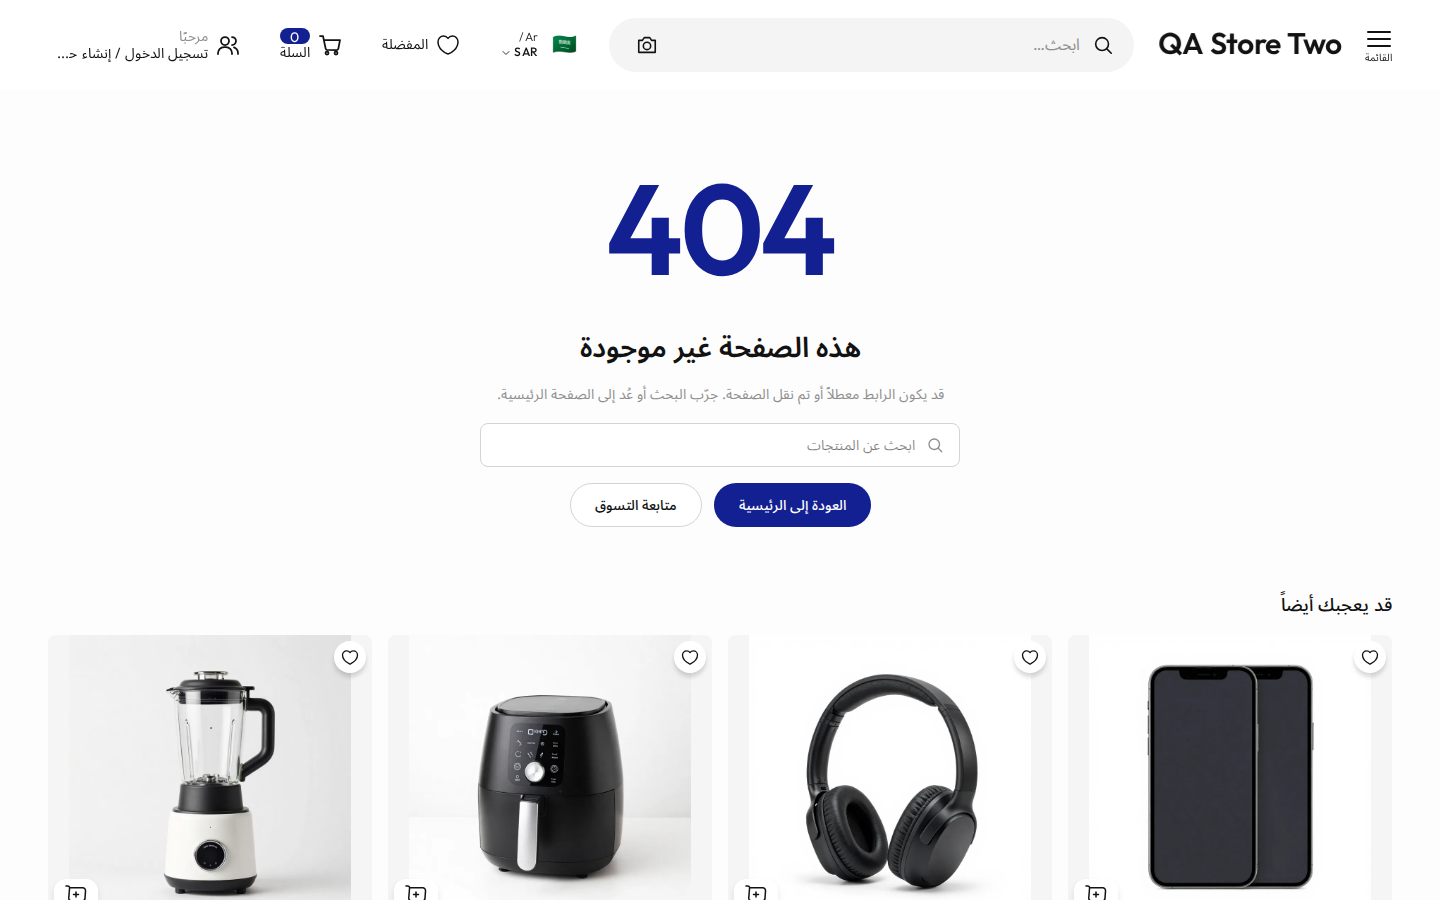 القائمة
QA Store Two
ابحث...
Ar /
SAR
المفضلة
0
السلة
مرحبًا
تسجيل الدخول / إنشاء حـ...
404
هذه الصفحة غير موجودة
قد يكون الرابط معطلاً أو تم نقل الصفحة. جرّب البحث أو عُد إلى الصفحة الرئيسية.
ابحث عن المنتجات
العودة إلى الرئيسية
متابعة التسوق
قد يعجبك أيضاً